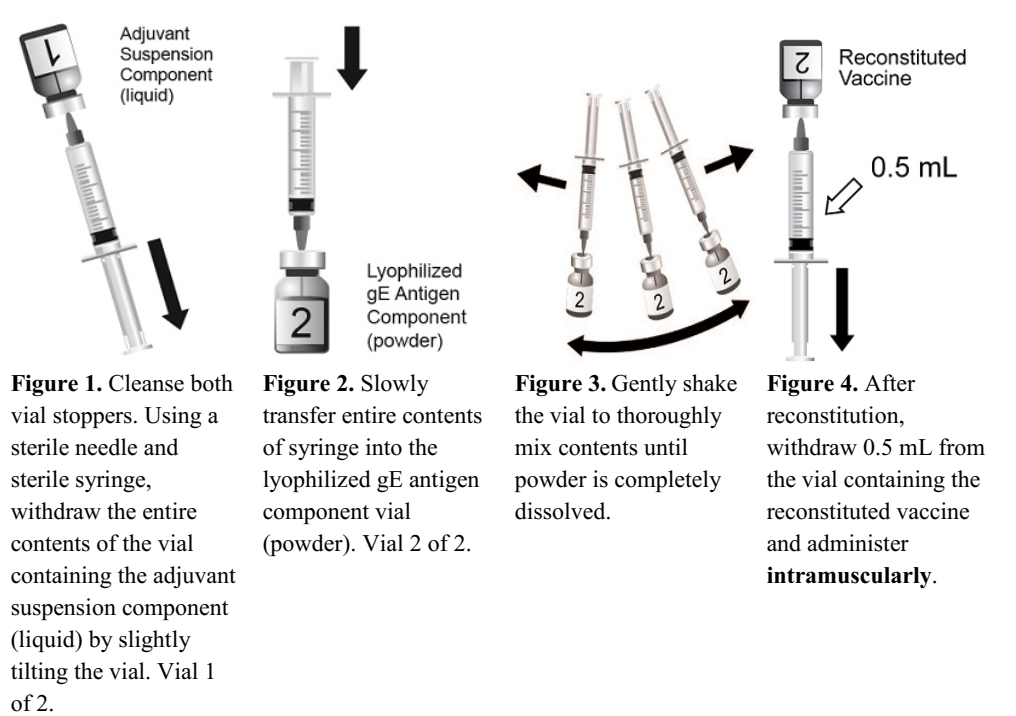 1
Adjuvant
Suspension
Component
(liquid)
2
Lyophilized
gE Antigen
Component
(powder)
2
2
2
2
Reconstituted
Vaccine
0.5 mL
Figure 1. Cleanse both
vial stoppers. Using a
sterile needle and
sterile syringe,
withdraw the entire
contents of the vial
containing the adjuvant
suspension component
(liquid) by slightly
tilting the vial. Vial 1
of 2.
Figure 2. Slowly
transfer entire contents
of syringe into the
lyophilized gE antigen
component vial
(powder). Vial 2 of 2.
Figure 3. Gently shake
the vial to thoroughly
mix contents until
powder is completely
dissolved.
Figure 4. After
reconstitution,
withdraw 0.5 mL from
the vial containing the
reconstituted vaccine
and administer
intramuscularly.